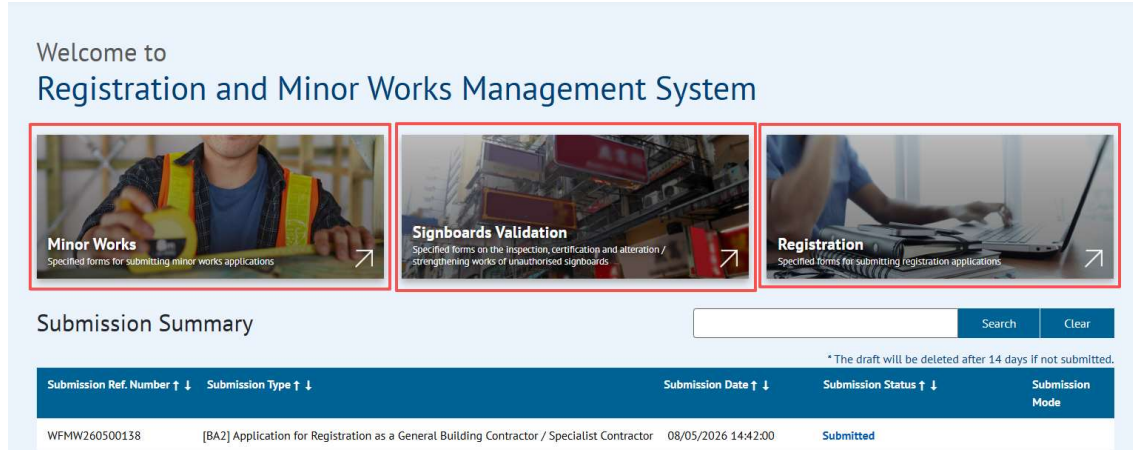 Welcome to
Registration and Minor Works Management System
Minor Works
Specified forms for submitting minor works applications
Signboards Validation
Specified forms on the inspection, certification and alteration /
strengthening works of unauthorised signboards
Registration
Specified forms for submitting registration applications
Submission Summary
Search
Clear
* The draft will be deleted after 14 days if not submitted.
Submission Ref. Number ↑ ↓ Submission Type ↑ ↓ Submission Date ↑ ↓ Submission Status ↑ ↓ Submission Mode
WFMW260500138 [BA2] Application for Registration as a General Building Contractor / Specialist Contractor 08/05/2026 14:42:00 Submitted